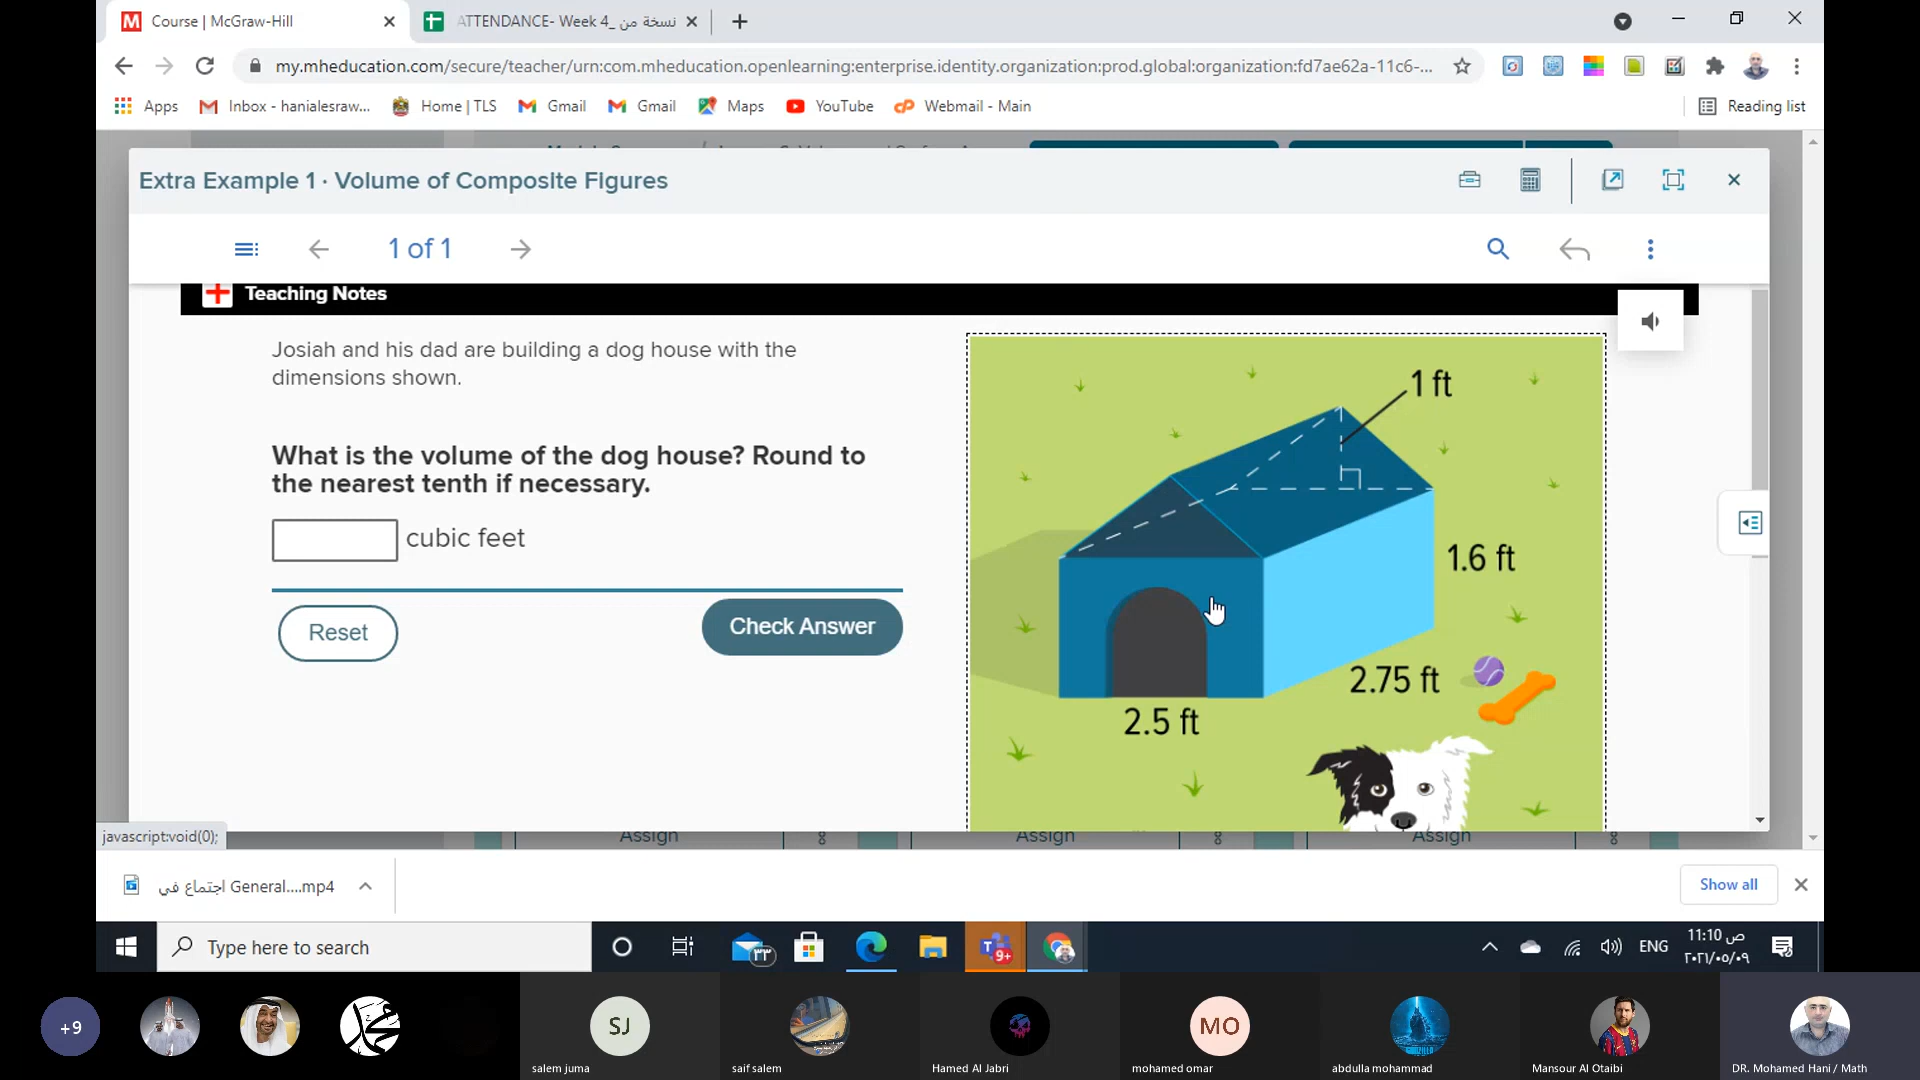 Course | McGraw-Hill
ATTENDANCE- Week 4_ نسخة من
my.mheducation.com/secure/teacher/urn:com.mheducation.openlearning:enterprise.identity.organization:prod.global:organization:fd7ae62a-11c6-...
Apps
Inbox - hanialesraw...
Home | TLS
Gmail
Gmail
Maps
YouTube
Webmail - Main
Reading list
Extra Example 1 · Volume of Composite Figures
1 of 1
Teaching Notes
Josiah and his dad are building a dog house with the
dimensions shown.
What is the volume of the dog house? Round to
the nearest tenth if necessary.
cubic feet
Reset
Check Answer
1 ft
1.6 ft
2.75 ft
2.5 ft
javascript:void(0);
Assign
Assign
Assign
اجتماع في General....mp4
Show all
Type here to search
٣٣
9+
ENG
11:10 ص
٢٠٢١/٠٥/٠٩
+9
SJ
MO
salem juma
saif salem
Hamed Al Jabri
mohamed omar
abdulla mohammad
Mansour Al Otaibi
DR. Mohamed Hani / Math